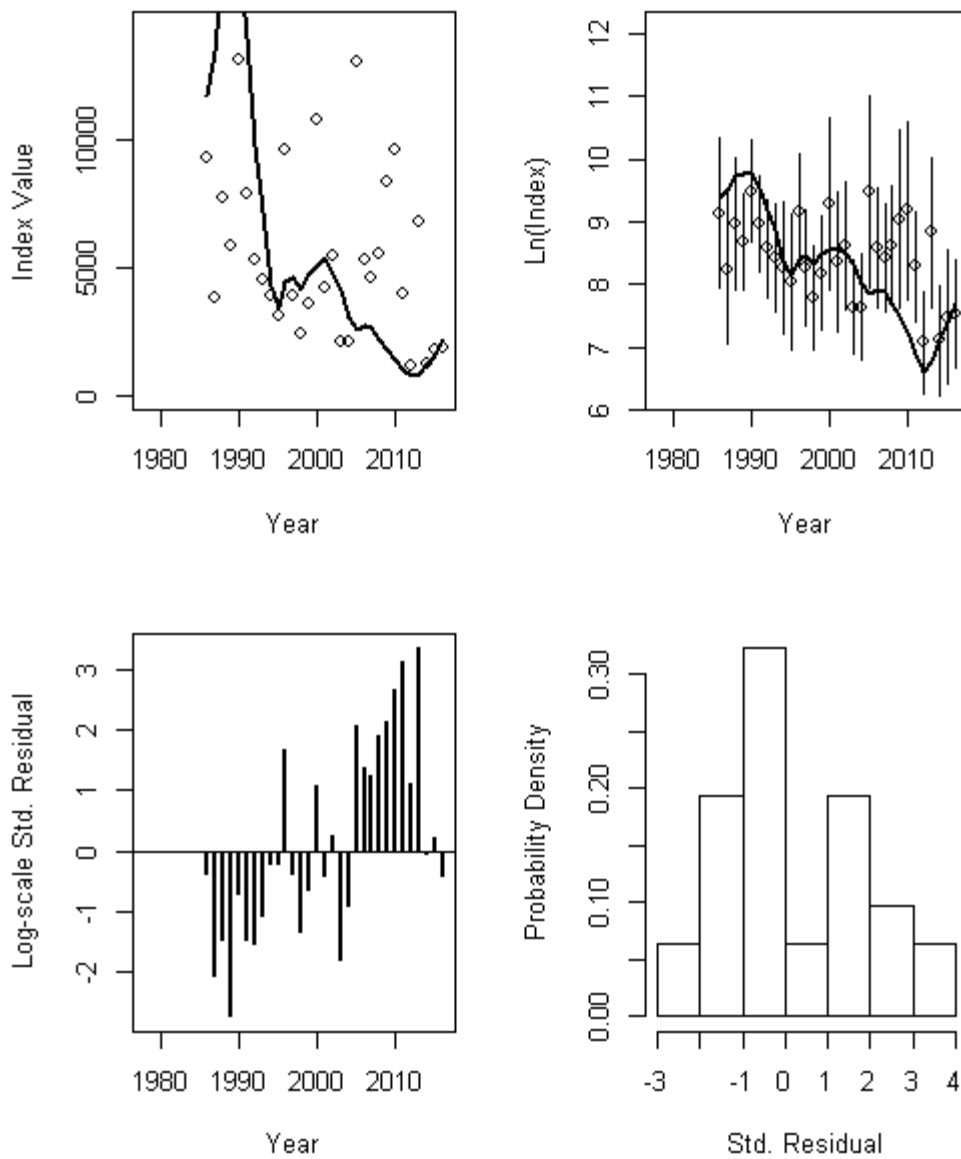 Index Value
10000
5000
0
1980 1990 2000 2010
Year
Ln(Index)
12
11
10
9
8
7
6
1980 1990 2000 2010
Year
Log-scale Std. Residual
3
2
1
0
-1
-2
1980 1990 2000 2010
Year
Probability Density
0.30
0.20
0.10
0.00
-3 -1 0 1 2 3 4
Std. Residual